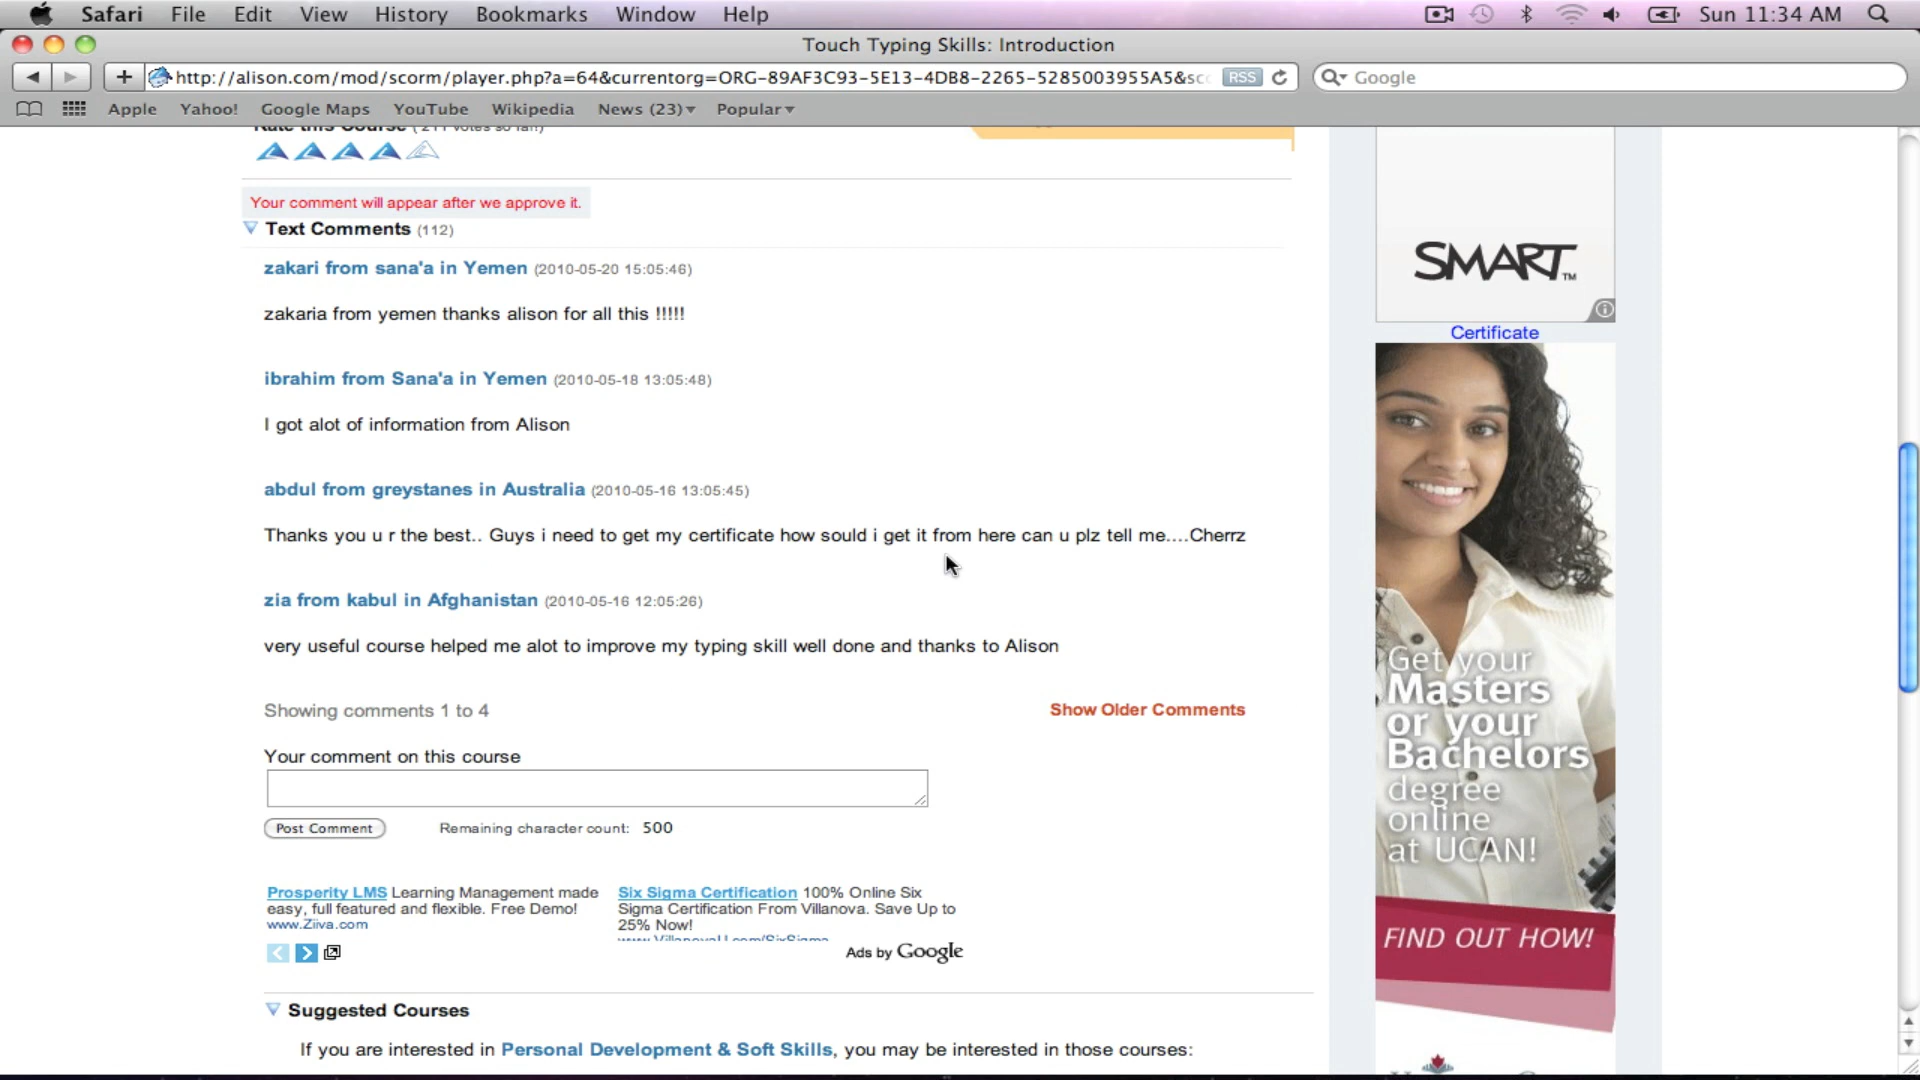 Safari File Edit View History Bookmarks Window Help Sun 11:34 AM
Touch Typing Skills: Introduction
http://alison.com/mod/scorm/player.php?a=64&currentorg=ORG-89AF3C93-5E13-4DB8-2265-5285003955A5&sc RSS Google
Apple Yahoo! Google Maps YouTube Wikipedia News (23) Popular
Rate this Course (211 votes so far!)
Your comment will appear after we approve it.
Text Comments (112)
zakari from sana'a in Yemen (2010-05-20 15:05:46)
zakaria from yemen thanks alison for all this !!!!!
ibrahim from Sana'a in Yemen (2010-05-18 13:05:48)
I got alot of information from Alison
abdul from greystanes in Australia (2010-05-16 13:05:45)
Thanks you u r the best.. Guys i need to get my certificate how sould i get it from here can u plz tell me....Cherrz
zia from kabul in Afghanistan (2010-05-16 12:05:26)
very useful course helped me alot to improve my typing skill well done and thanks to Alison
Showing comments 1 to 4 Show Older Comments
Your comment on this course
Post Comment Remaining character count: 500
Prosperity LMS Learning Management made
easy, full featured and flexible. Free Demo!
www.Ziiva.com
Six Sigma Certification 100% Online Six
Sigma Certification From Villanova. Save Up to
25% Now!
www.VillanovaU.com/SixSigma
Ads by Google
Suggested Courses
If you are interested in Personal Development & Soft Skills, you may be interested in those courses:
SMART™
Certificate
Get your
Masters
or your
Bachelors
degree
online
at UCAN!
FIND OUT HOW!